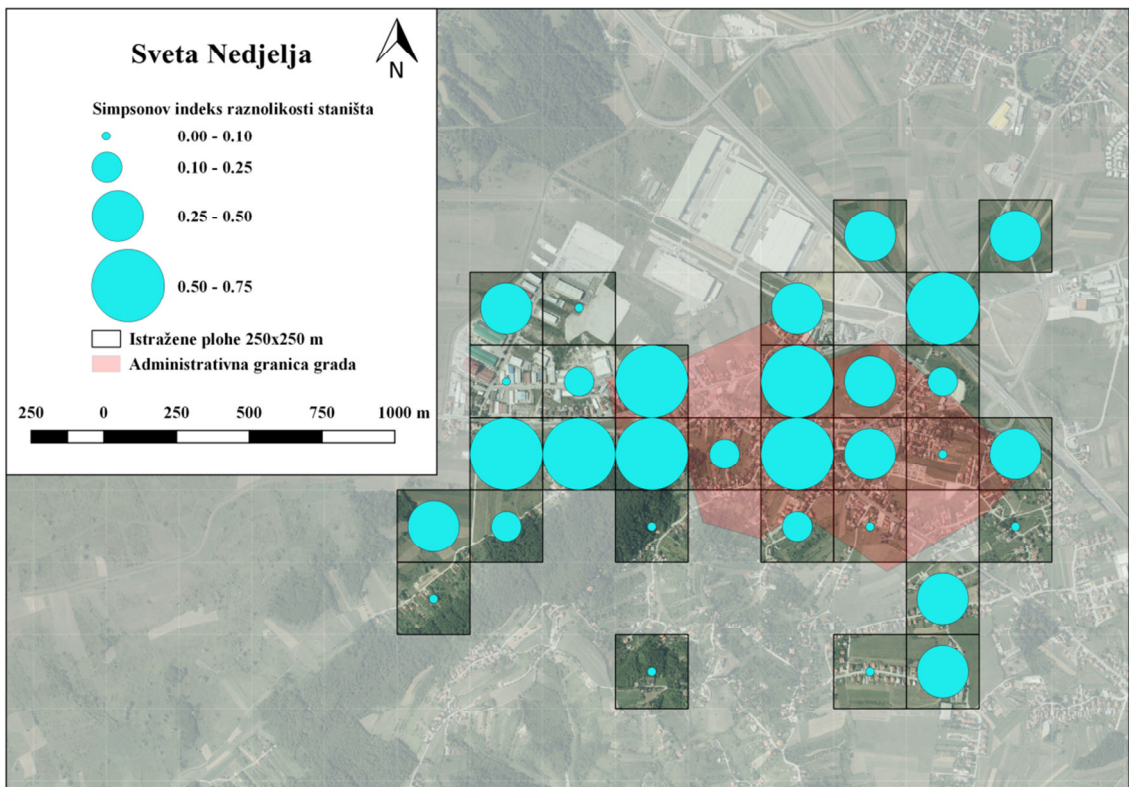 Sveta Nedjelja
N
Simpsonov indeks raznolikosti staništa
0.00 - 0.10
0.10 - 0.25
0.25 - 0.50
0.50 - 0.75
Istražene plohe 250x250 m
Administrativna granica grada
250 0 250 500 750 1000 m